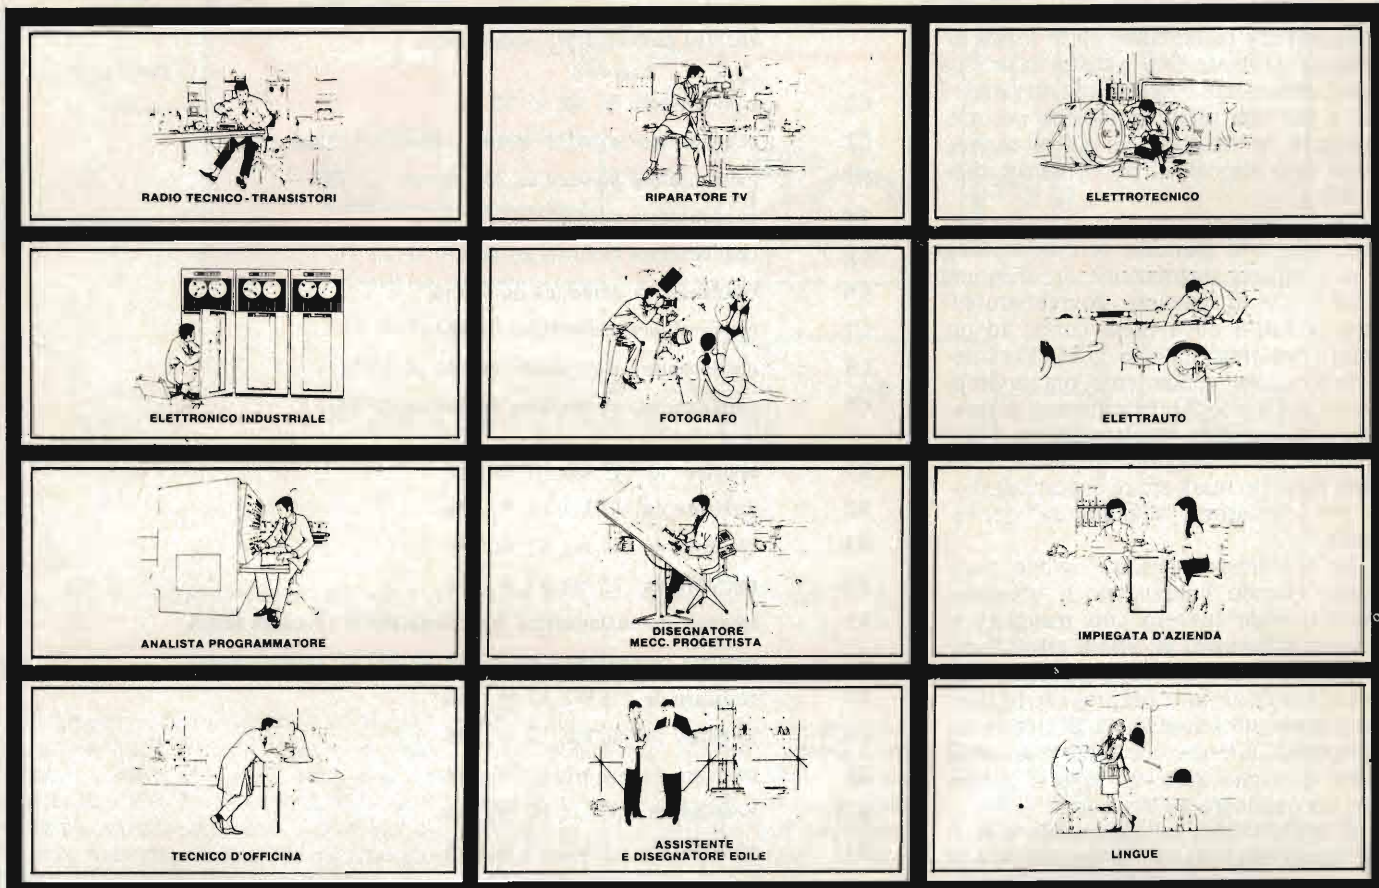 RADIO TECNICO - TRANSISTORI
RIPARATORE TV
ELETTROTECNICO
ELETTRONICO INDUSTRIALE
FOTOGRAFO
ELETTRAUTO
ANALISTA PROGRAMMATORE
DISEGNATORE
MECC. PROGETTISTA
IMPIEGATA D'AZIENDA
TECNICO D'OFFICINA
ASSISTENTE
E DISEGNATORE EDILE
LINGUE